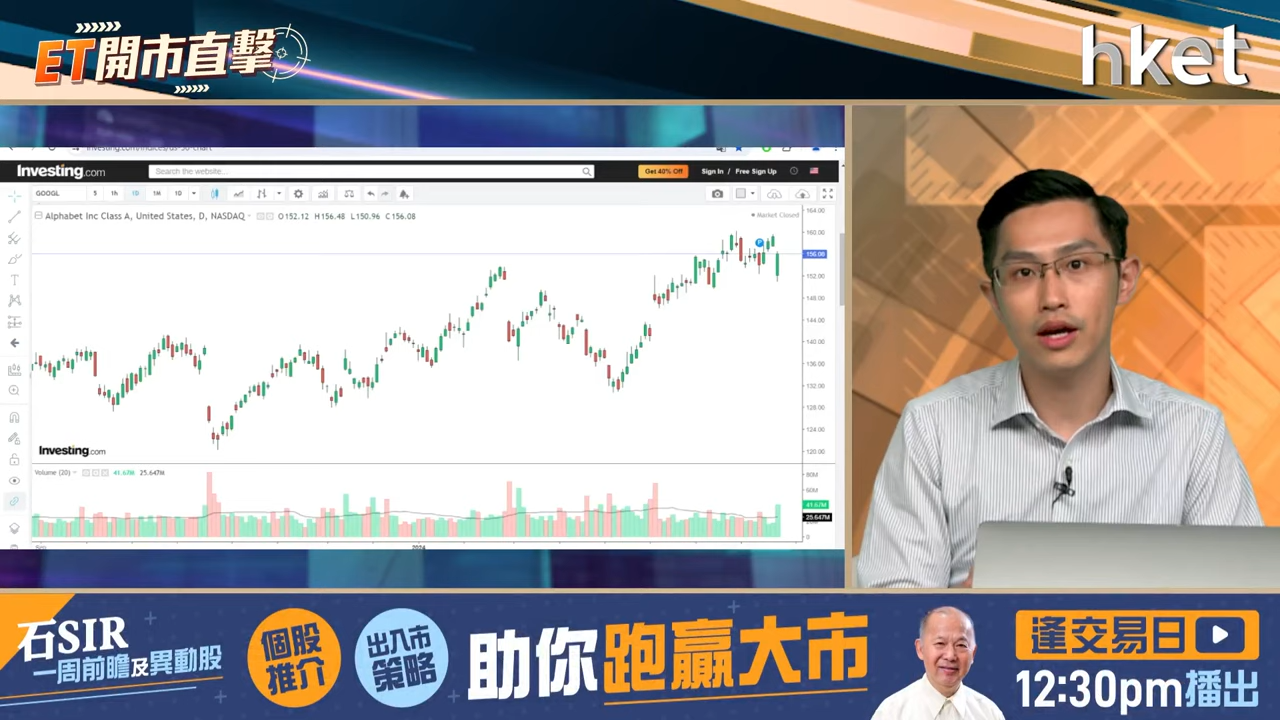 ET開市直擊
hket
Investing.com
Search the website...
Get 40% Off
Sign In / Free Sign Up
GOOGL
5
1h
1D
1M
1D
Alphabet Inc Class A, United States, D, NASDAQ
O152.12 H156.48 L150.96 C156.08
Market Closed
164.00
160.00
156.08
152.00
148.00
144.00
140.00
136.00
132.00
128.00
124.00
120.00
Investing.com
Volume (20)
41.67M
25.647M
80M
60M
41.67M
25.647M
0
Sep
2024
石SIR
一周前瞻及異動股
個股
推介
出入市
策略
助你跑贏大市
逢交易日
12:30pm播出